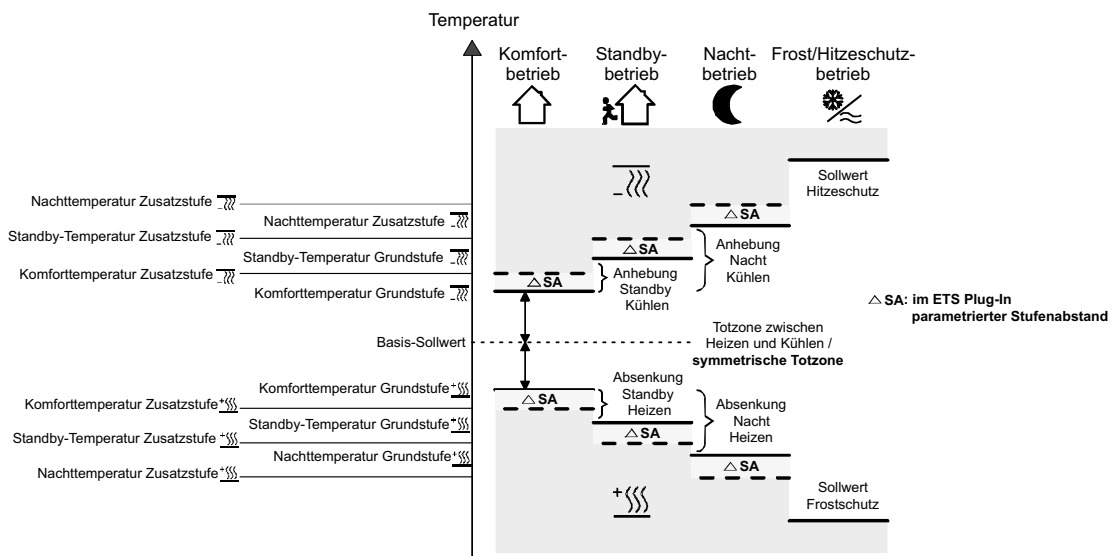 Temperatur
Komfort-
betrieb
Standby-
betrieb
Nacht-
betrieb
Frost/Hitzeschutz-
betrieb
Sollwert
Hitzeschutz
Nachttemperatur Zusatzstufe
Nachttemperatur Zusatzstufe
△ SA
Standby-Temperatur Zusatzstufe
Standby-Temperatur Grundstufe
△ SA
Anhebung
Nacht
Kühlen
Komforttemperatur Zusatzstufe
Komforttemperatur Grundstufe
△ SA
Anhebung
Standby
Kühlen
△ SA: im ETS Plug-In
parametrierter Stufenabstand
Basis-Sollwert
Totzone zwischen
Heizen und Kühlen /
symmetrische Totzone
Komforttemperatur Grundstufe
Komforttemperatur Zusatzstufe
△ SA
Absenkung
Standby
Heizen
Standby-Temperatur Grundstufe
Standby-Temperatur Zusatzstufe
△ SA
Absenkung
Nacht
Heizen
Nachttemperatur Grundstufe
Nachttemperatur Zusatzstufe
△ SA
Sollwert
Frostschutz